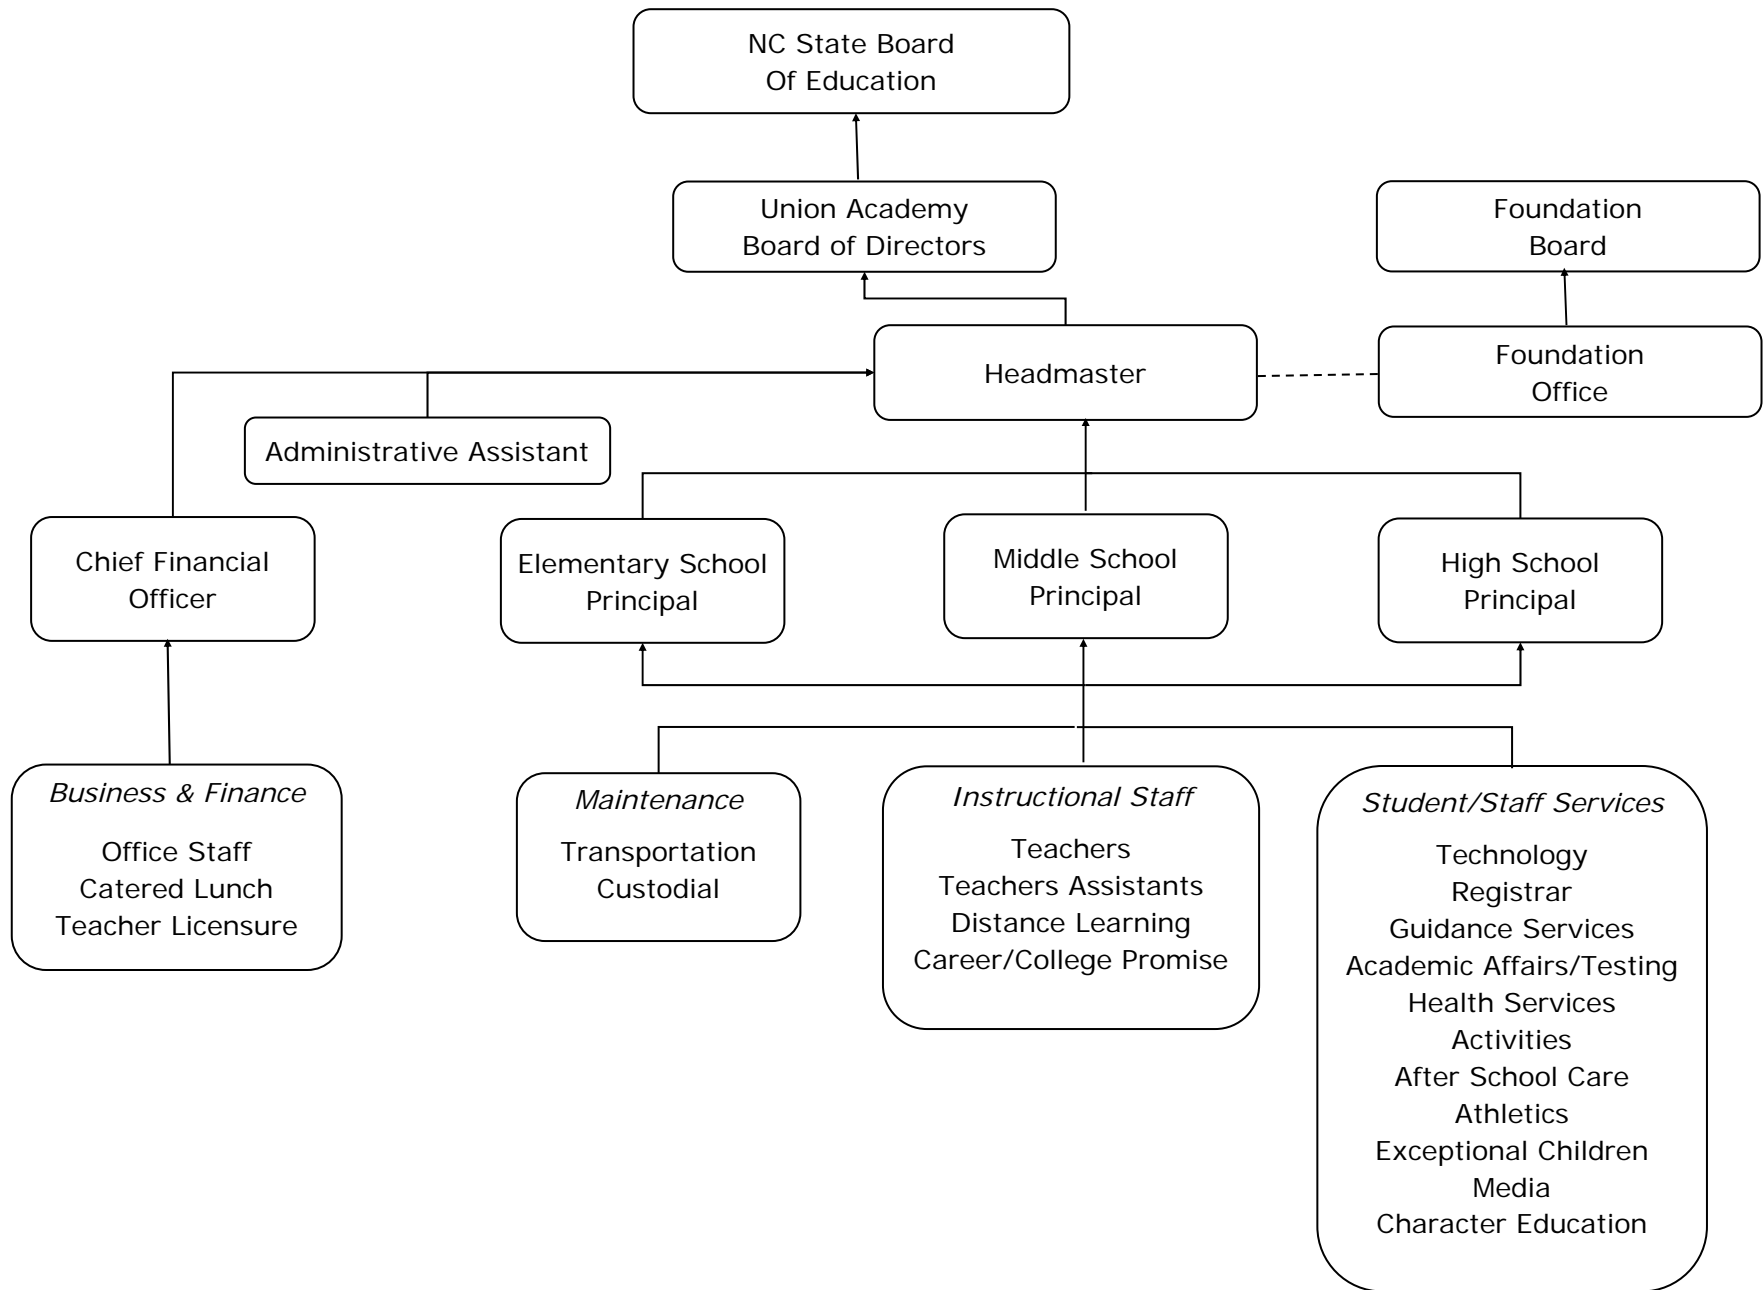 NC State Board
Of Education
Union Academy
Board of Directors
Foundation
Board
Headmaster
Foundation
Office
Administrative Assistant
Chief Financial
Officer
Elementary School
Principal
Middle School
Principal
High School
Principal
Business & Finance
Office Staff
Catered Lunch
Teacher Licensure
Maintenance
Transportation
Custodial
Instructional Staff
Teachers
Teachers Assistants
Distance Learning
Career/College Promise
Student/Staff Services
Technology
Registrar
Guidance Services
Academic Affairs/Testing
Health Services
Activities
After School Care
Athletics
Exceptional Children
Media
Character Education